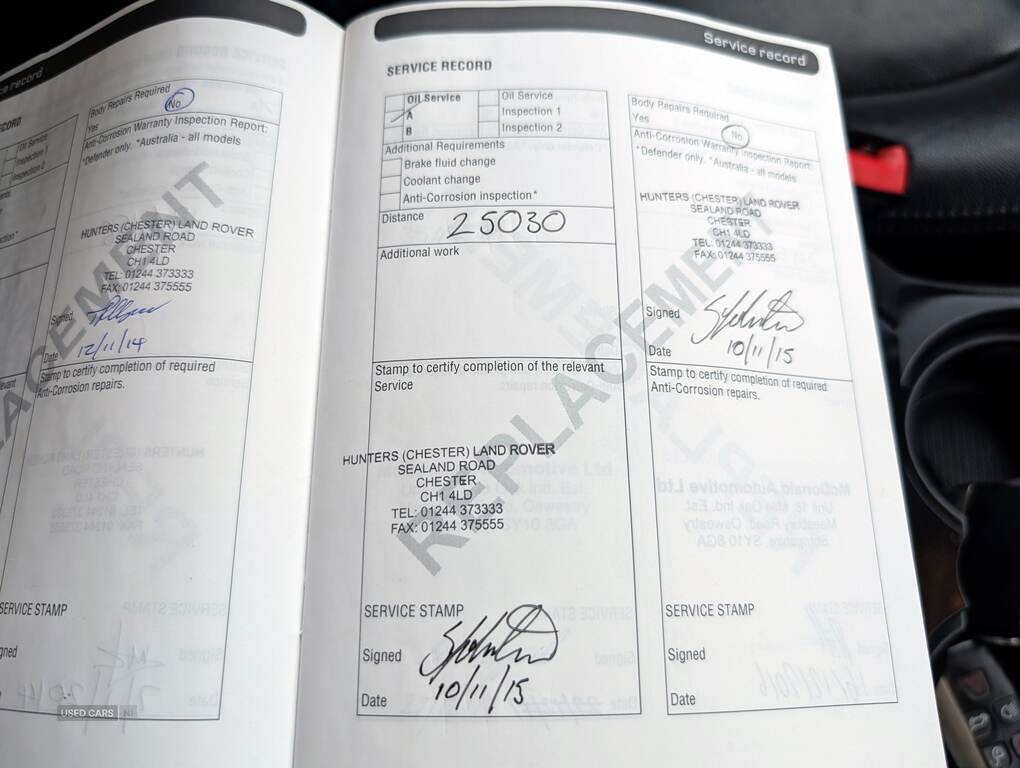 Service record
Body Repairs Required
Yes
No
Anti-Corrosion Warranty Inspection Report:
*Defender only. *Australia - all models
HUNTERS (CHESTER) LAND ROVER
SEALAND ROAD
CHESTER
CH1 4LD
TEL: 01244 373333
FAX: 01244 375555
Signed
Date 12/11/14
Stamp to certify completion of required
Anti-Corrosion repairs.
SERVICE STAMP
Signed
REPLACEMENT
Service record
SERVICE RECORD
Oil Service
A
B
Oil Service
Inspection 1
Inspection 2
Additional Requirements
Brake fluid change
Coolant change
Anti-Corrosion inspection*
Distance 25030
Additional work
Stamp to certify completion of the relevant
Service
HUNTERS (CHESTER) LAND ROVER
SEALAND ROAD
CHESTER
CH1 4LD
TEL: 01244 373333
FAX: 01244 375555
SERVICE STAMP
Signed
Date 10/11/15
Body Repairs Required
Yes
No
Anti-Corrosion Warranty Inspection Report:
*Defender only. *Australia - all models
HUNTERS (CHESTER) LAND ROVER
SEALAND ROAD
CHESTER
CH1 4LD
TEL: 01244 373333
FAX: 01244 375555
Signed
Date 10/11/15
Stamp to certify completion of required
Anti-Corrosion repairs.
SERVICE STAMP
Signed
Date
REPLACEMENT
USED CARS NI